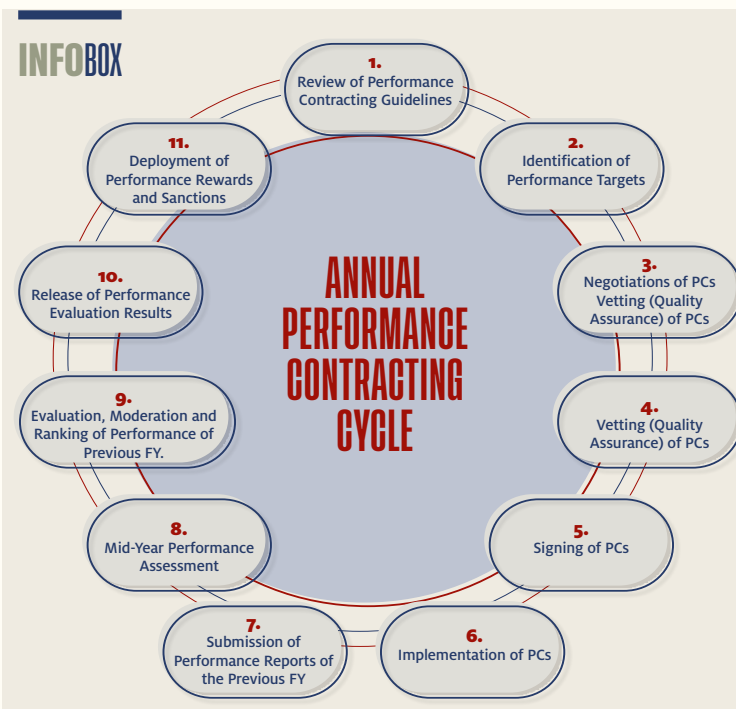 INFOBOX
1.
Review of Performance
Contracting Guidelines
2.
Identification of
Performance Targets
3.
Negotiations of PCs
Vetting (Quality
Assurance) of PCs
4.
Vetting (Quality
Assurance) of PCs
5.
Signing of PCs
6.
Implementation of PCs
7.
Submission of
Performance Reports of
the Previous FY
8.
Mid-Year Performance
Assessment
9.
Evaluation, Moderation and
Ranking of Performance of
Previous FY.
10.
Release of Performance
Evaluation Results
11.
Deployment of
Performance Rewards
and Sanctions
ANNUAL
PERFORMANCE
CONTRACTING
CYCLE